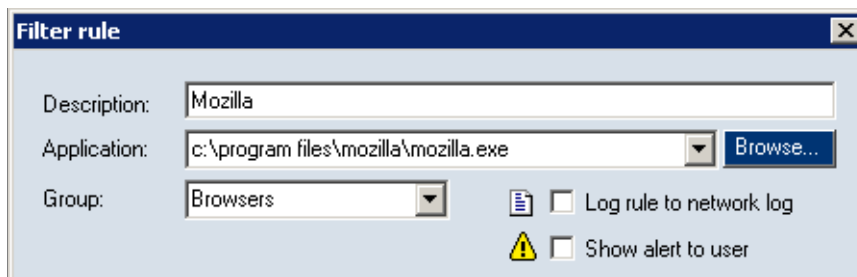 Filter rule
Description: Mozilla
Application: c:\program files\mozilla\mozilla.exe Browse...
Group: Browsers Log rule to network log
Show alert to user